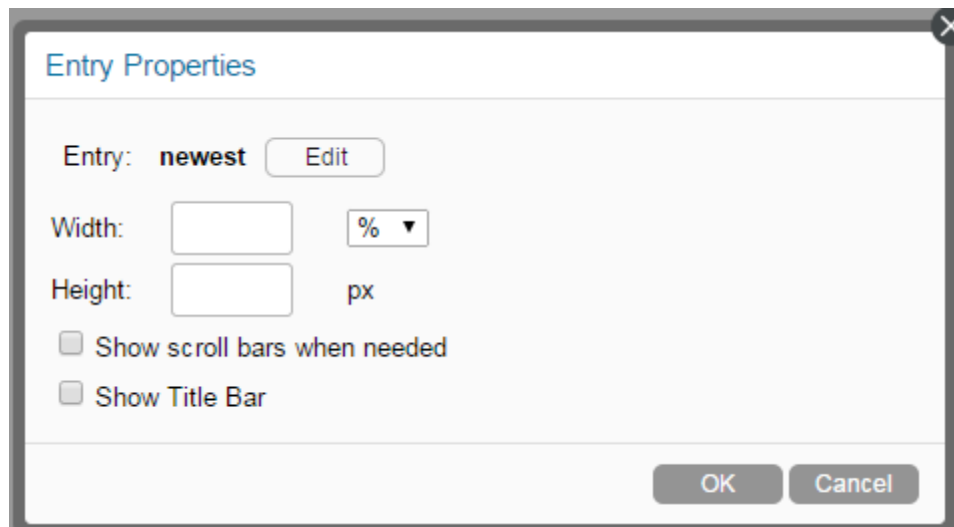 Entry Properties
Entry: newest Edit
Width: %
Height: px
Show scroll bars when needed
Show Title Bar
OK Cancel